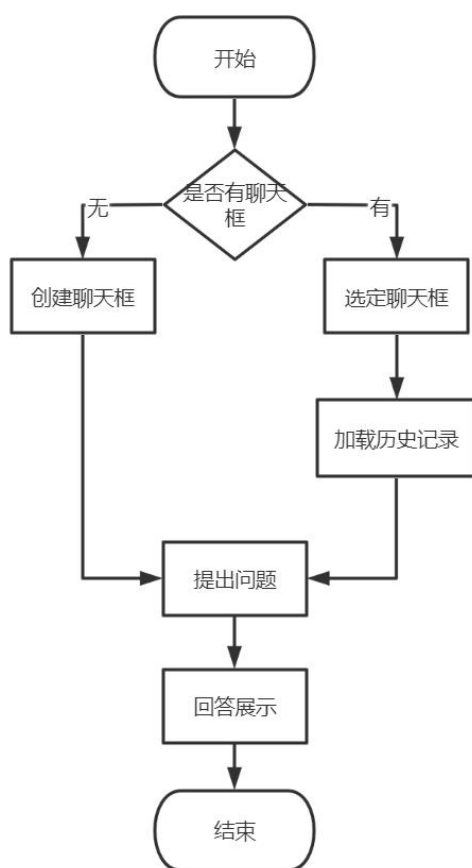 开始
是否有聊天
框
无
有
创建聊天框
选定聊天框
加载历史记录
提出问题
回答展示
结束